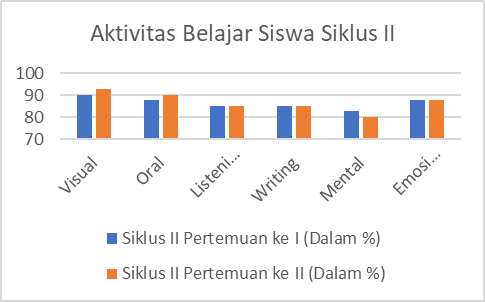 Aktivitas Belajar Siswa Siklus II
100
90
80
70
Visual
Oral
Listeni...
Writing
Mental
Emosi...
Siklus II Pertemuan ke I (Dalam %)
Siklus II Pertemuan ke II (Dalam %)